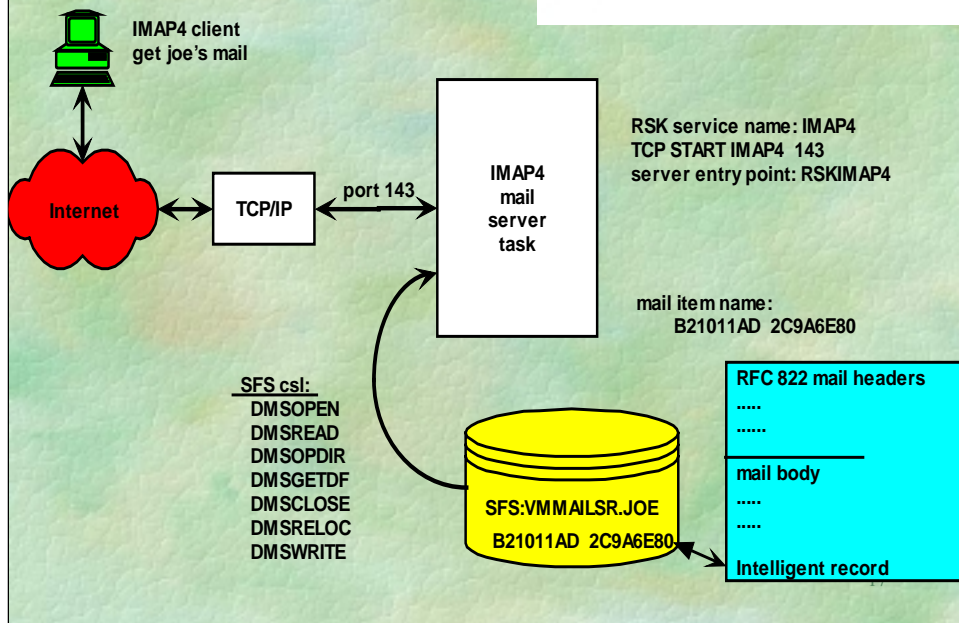 IMAP4 client
get joe's mail
Internet
TCP/IP
port 143
IMAP4
mail
server
task
RSK service name: IMAP4
TCP START IMAP4 143
server entry point: RSKIMAP4
mail item name:
B21011AD 2C9A6E80
SFS csl:
DMSOPEN
DMSREAD
DMSOPDIR
DMSGETDF
DMSCLOSE
DMSRELOC
DMSWRITE
SFS:VMMAILSR.JOE
B21011AD 2C9A6E80
RFC 822 mail headers
.....
......
mail body
.....
.....
Intelligent record